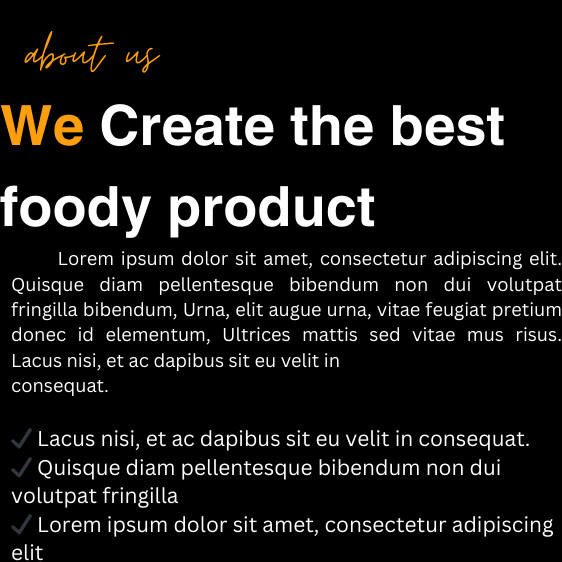 about us
We Create the best
foody product
Lorem ipsum dolor sit amet, consectetur adipiscing elit.
Quisque diam pellentesque bibendum non dui volutpat
fringilla bibendum, Urna, elit augue urna, vitae feugiat pretium
donec id elementum, Ultrices mattis sed vitae mus risus.
Lacus nisi, et ac dapibus sit eu velit in
consequat.
✔ Lacus nisi, et ac dapibus sit eu velit in consequat.
✔ Quisque diam pellentesque bibendum non dui
volutpat fringilla
✔ Lorem ipsum dolor sit amet, consectetur adipiscing
elit